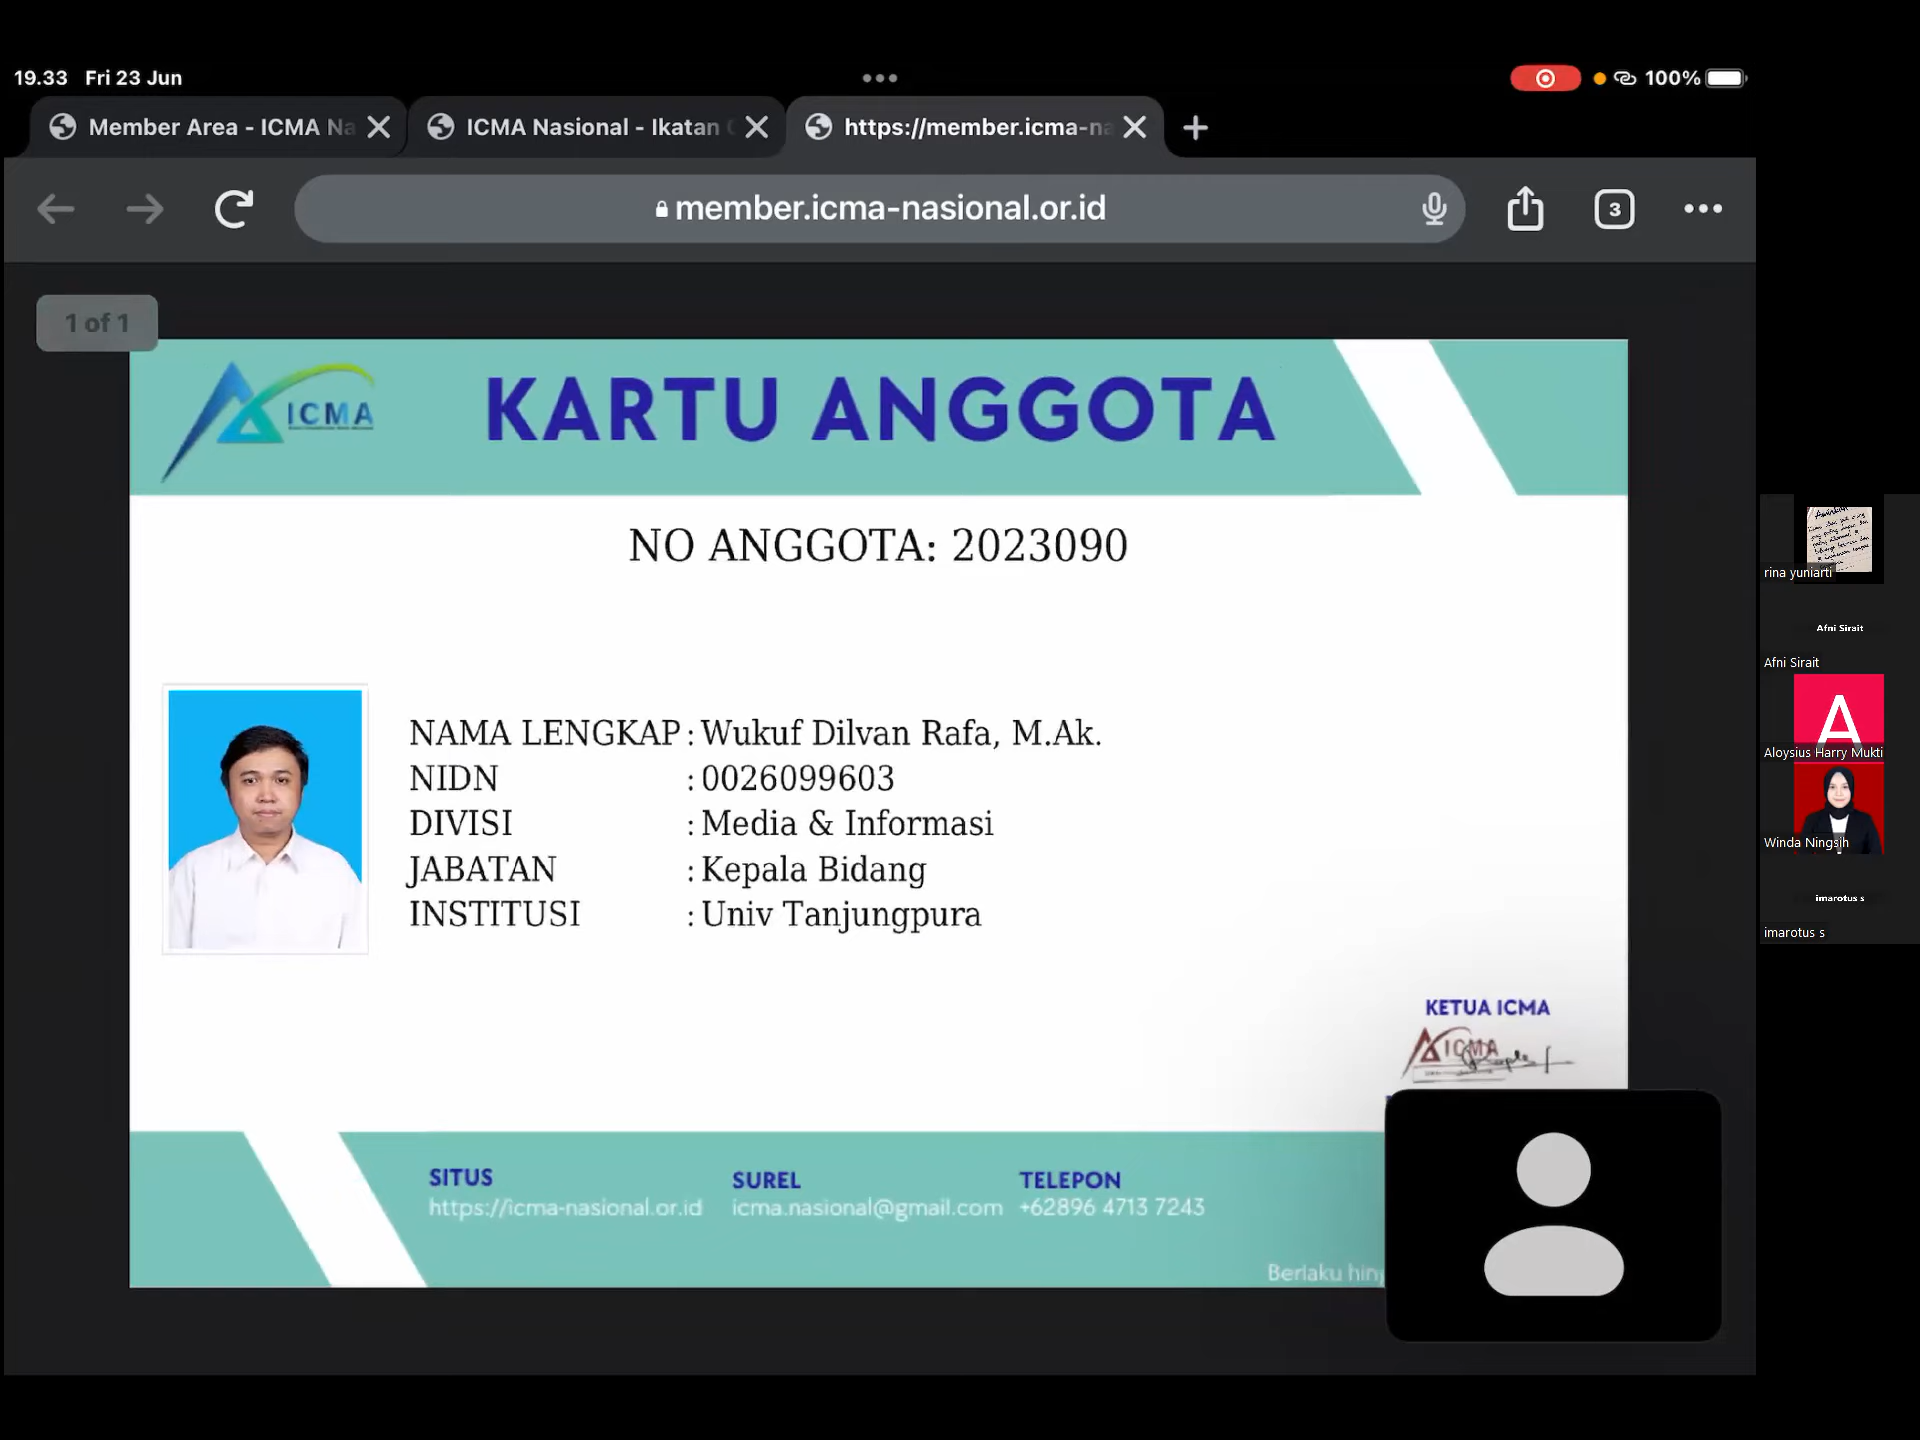 19.33 Fri 23 Jun
100%
Member Area - ICMA Na
ICMA Nasional - Ikatan
https://member.icma-na
member.icma-nasional.or.id
3
1 of 1
ICMA
KARTU ANGGOTA
NO ANGGOTA: 2023090
NAMA LENGKAP : Wukuf Dilvan Rafa, M.Ak.
NIDN : 0026099603
DIVISI : Media & Informasi
JABATAN : Kepala Bidang
INSTITUSI : Univ Tanjungpura
KETUA ICMA
ICMA
SITUS
https://icma-nasional.or.id
SUREL
icma.nasional@gmail.com
TELEPON
+62896 4713 7243
Berlaku hin
rina yuniarti
Afni Sirait
Afni Sirait
A
Aloysius Harry Mukti
Winda Ningsih
imarotus s
imarotus s